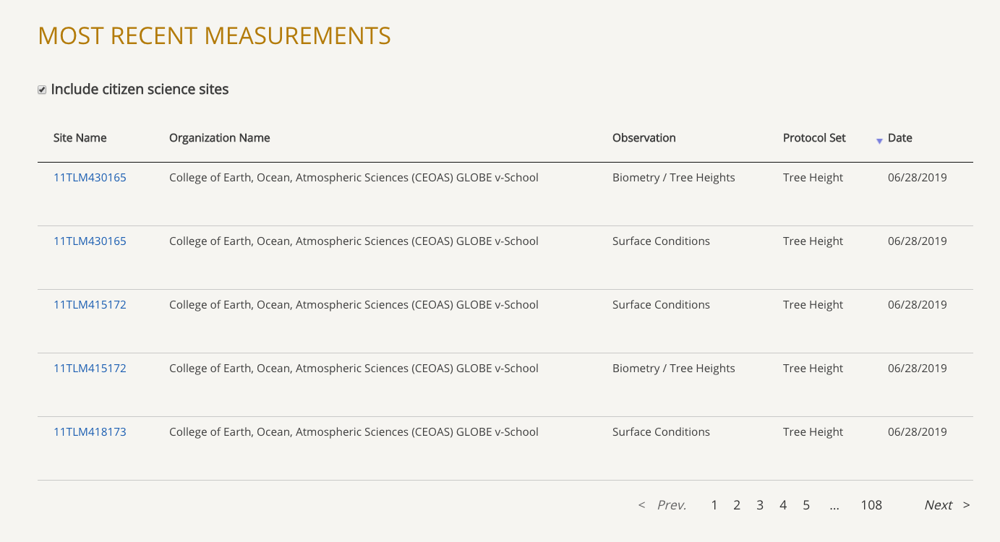 MOST RECENT MEASUREMENTS
Include citizen science sites
Site Name Organization Name Observation Protocol Set Date
11TLM430165 College of Earth, Ocean, Atmospheric Sciences (CEOAS) GLOBE v-School Biometry / Tree Heights Tree Height 06/28/2019
11TLM430165 College of Earth, Ocean, Atmospheric Sciences (CEOAS) GLOBE v-School Surface Conditions Tree Height 06/28/2019
11TLM415172 College of Earth, Ocean, Atmospheric Sciences (CEOAS) GLOBE v-School Surface Conditions Tree Height 06/28/2019
11TLM415172 College of Earth, Ocean, Atmospheric Sciences (CEOAS) GLOBE v-School Biometry / Tree Heights Tree Height 06/28/2019
11TLM418173 College of Earth, Ocean, Atmospheric Sciences (CEOAS) GLOBE v-School Surface Conditions Tree Height 06/28/2019
< Prev. 1 2 3 4 5 ... 108 Next >